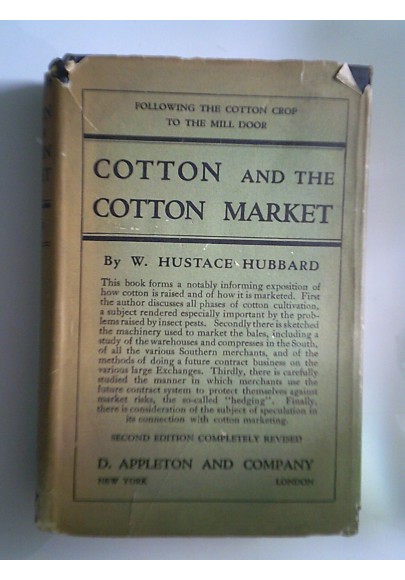 FOLLOWING THE COTTON CROP
TO THE MILL DOOR
COTTON AND THE
COTTON MARKET
By W. HUSTACE HUBBARD
This book forms a notably informing exposition of
how cotton is raised and of how it is marketed. First
the author discusses all phases of cotton cultivation,
a subject rendered especially important by the prob-
lems raised by insect pests. Secondly there is sketched
the machinery used to market the bales, including a
study of the warehouses and compresses in the South,
of all the various Southern merchants, and of the
methods of doing a future contract business on the
various large Exchanges. Thirdly, there is carefully
studied the manner in which merchants use the
future contract system to protect themselves against
market risks, the so-called "hedging". Finally,
there is consideration of the subject of speculation in
its connection with cotton marketing.
SECOND EDITION COMPLETELY REVISED
D. APPLETON AND COMPANY
NEW YORK LONDON